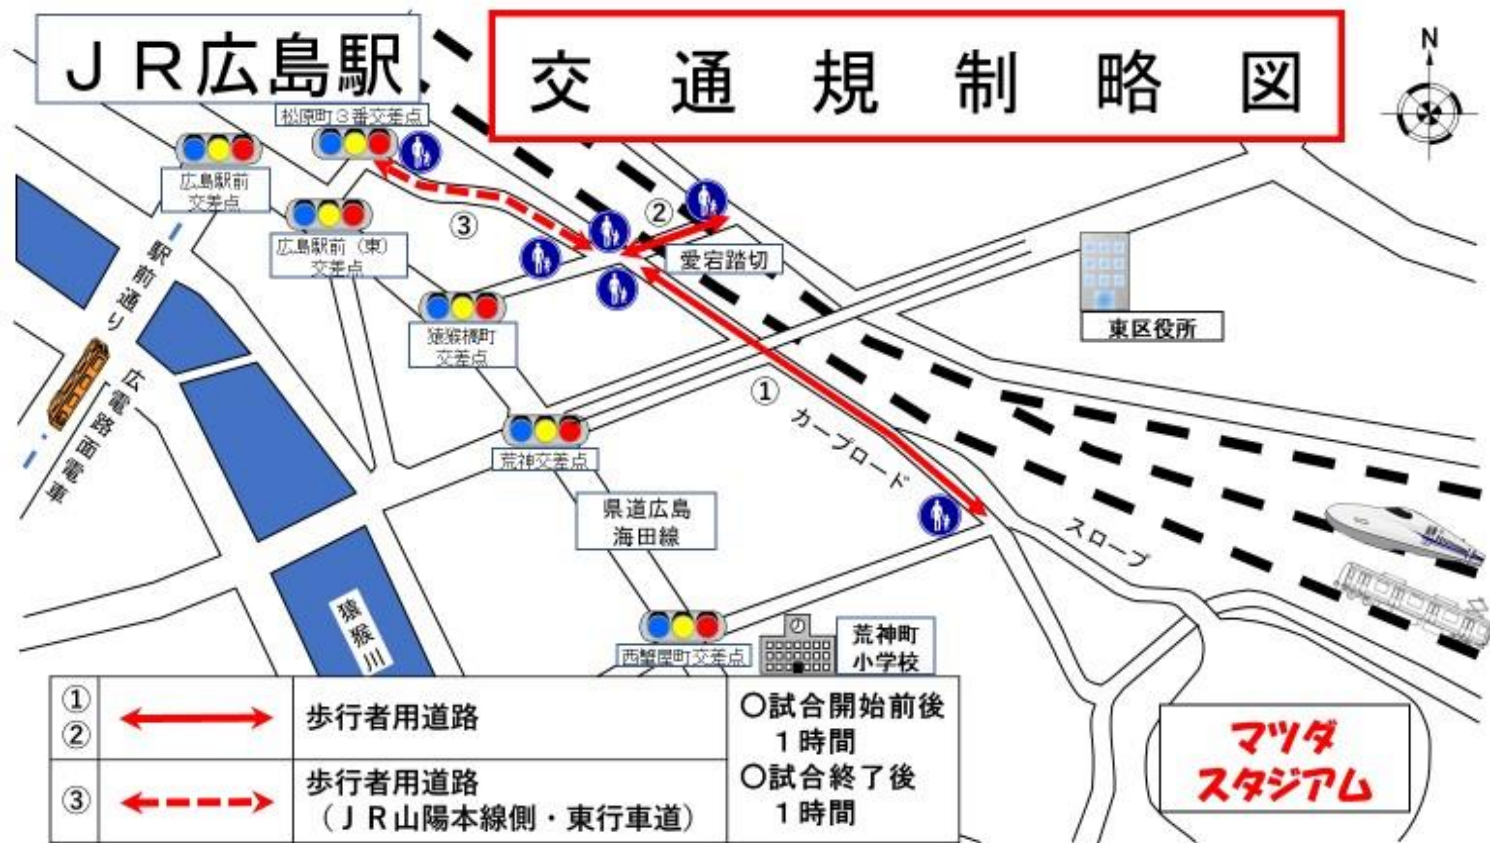 ＪＲ広島駅
交通規制略図
N
松原町３番交差点
広島駅前
交差点
広島駅前（東）
交差点
③
②
愛宕踏切
駅前通り
猿猴橋町
交差点
東区役所
①
広電路面電車
カープロード
荒神交差点
県道広島
海田線
スロープ
猿猴川
西蟹屋町交差点
荒神町
小学校
①
②
歩行者用道路
○試合開始前後
１時間
③
歩行者用道路
（ＪＲ山陽本線側・東行車道）
○試合終了後
１時間
マツダ
スタジアム